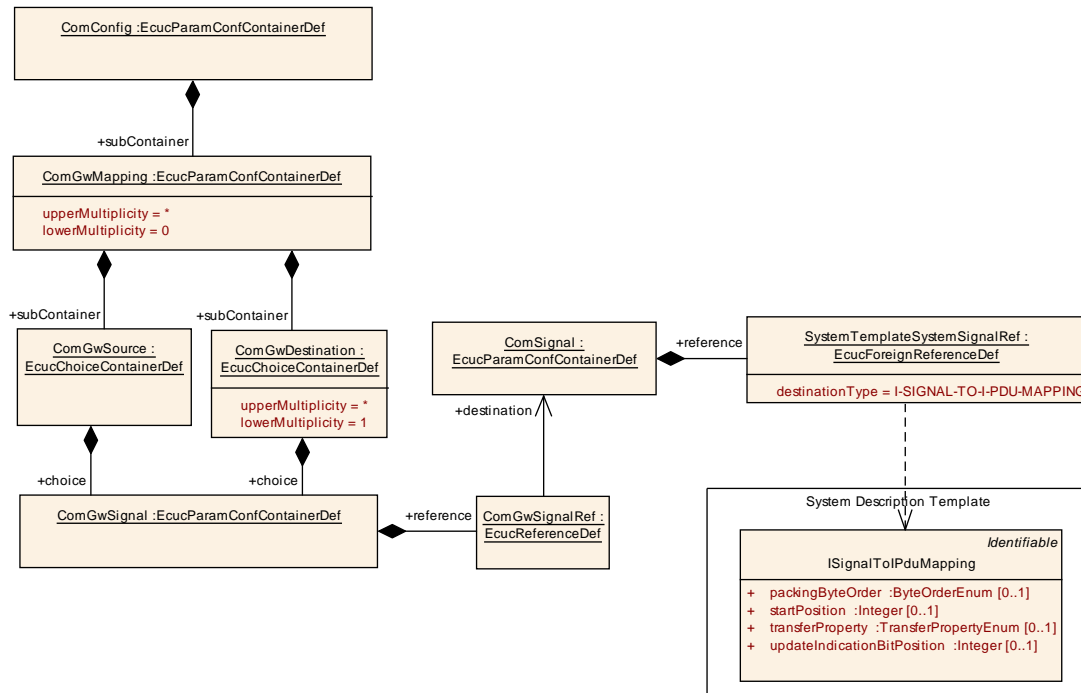 ComConfig :EcucParamConfContainerDef
+subContainer
ComGwMapping :EcucParamConfContainerDef
upperMultiplicity = *
lowerMultiplicity = 0
+subContainer
+subContainer
ComGwSource :
EcucChoiceContainerDef
ComGwDestination :
EcucChoiceContainerDef
upperMultiplicity = *
lowerMultiplicity = 1
ComSignal :
EcucParamConfContainerDef
+reference
SystemTemplateSystemSignalRef :
EcucForeignReferenceDef
destinationType = I-SIGNAL-TO-I-PDU-MAPPING
+destination
+choice
+choice
ComGwSignal :EcucParamConfContainerDef
+reference
ComGwSignalRef :
EcucReferenceDef
System Description Template
Identifiable
ISignalToIPduMapping
+ packingByteOrder :ByteOrderEnum [0..1]
+ startPosition :Integer [0..1]
+ transferProperty :TransferPropertyEnum [0..1]
+ updateIndicationBitPosition :Integer [0..1]